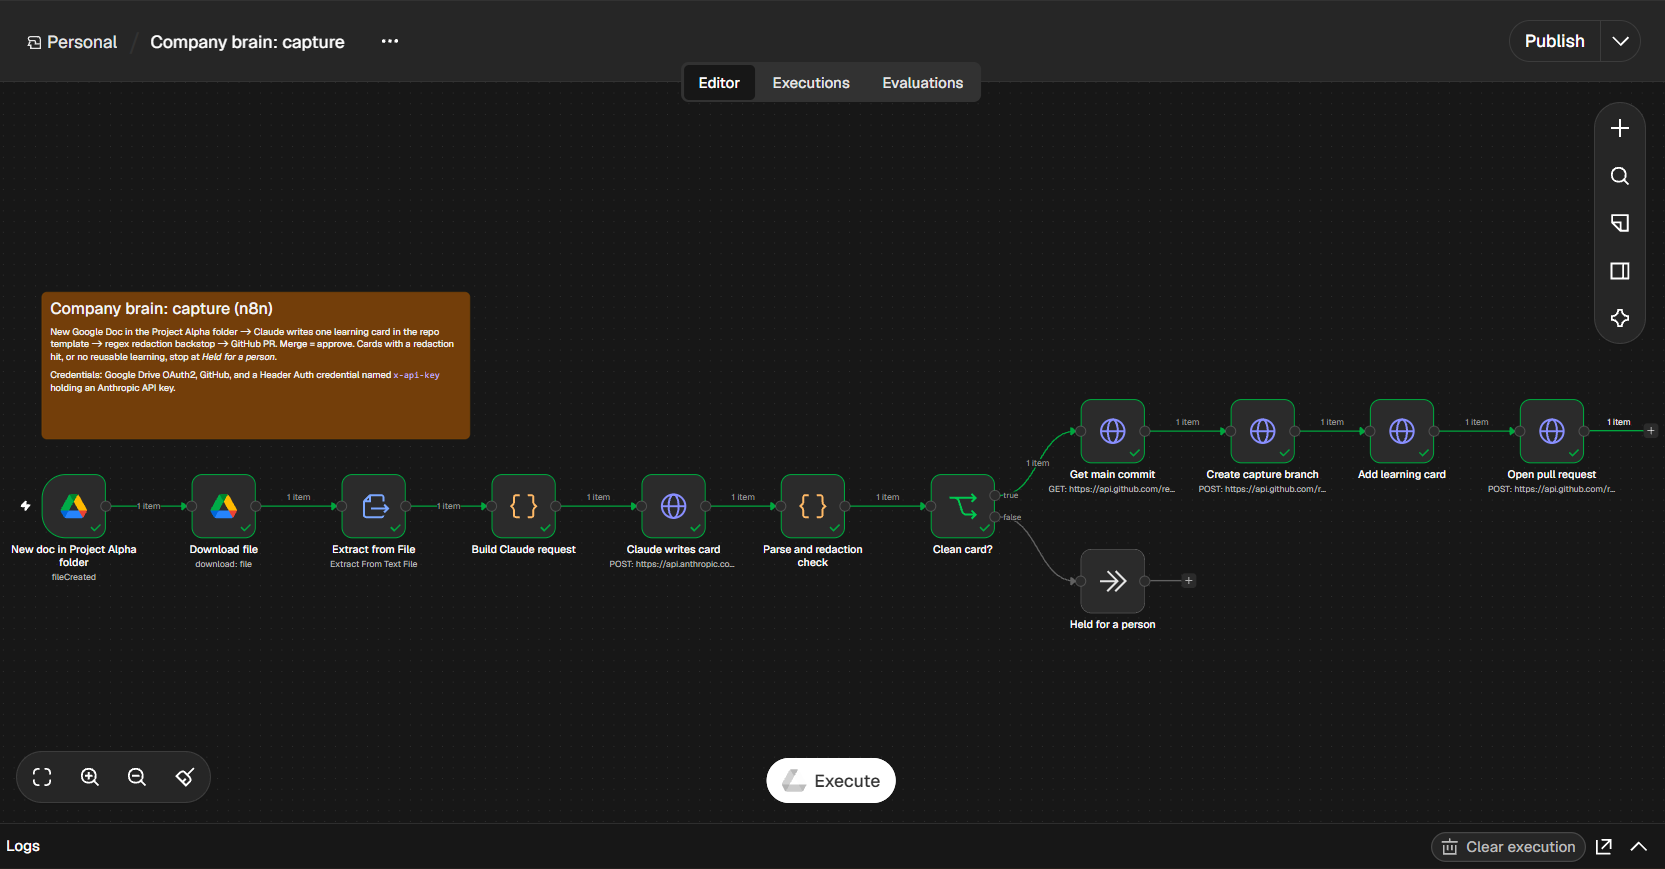 Personal / Company brain: capture ...
Publish
Editor Executions Evaluations
Company brain: capture (n8n)
New Google Doc in the Project Alpha folder → Claude writes one learning card in the repo
template → regex redaction backstop → GitHub PR. Merge = approve. Cards with a redaction
hit, or no reusable learning, stop at Held for a person.
Credentials: Google Drive OAuth2, GitHub, and a Header Auth credential named x-api-key
holding an Anthropic API key.
1 item
1 item
1 item
1 item
1 item
1 item
1 item
1 item
1 item
1 item
true
false
Get main commit
GET: https://api.github.com/re...
Create capture branch
POST: https://api.github.com/r...
Add learning card
Open pull request
POST: https://api.github.com/r...
New doc in Project Alpha
folder
fileCreated
Download file
download: file
Extract from File
Extract From Text File
Build Claude request
Claude writes card
POST: https://api.anthropic.co...
Parse and redaction
check
Clean card?
Held for a person
Execute
Logs
Clear execution